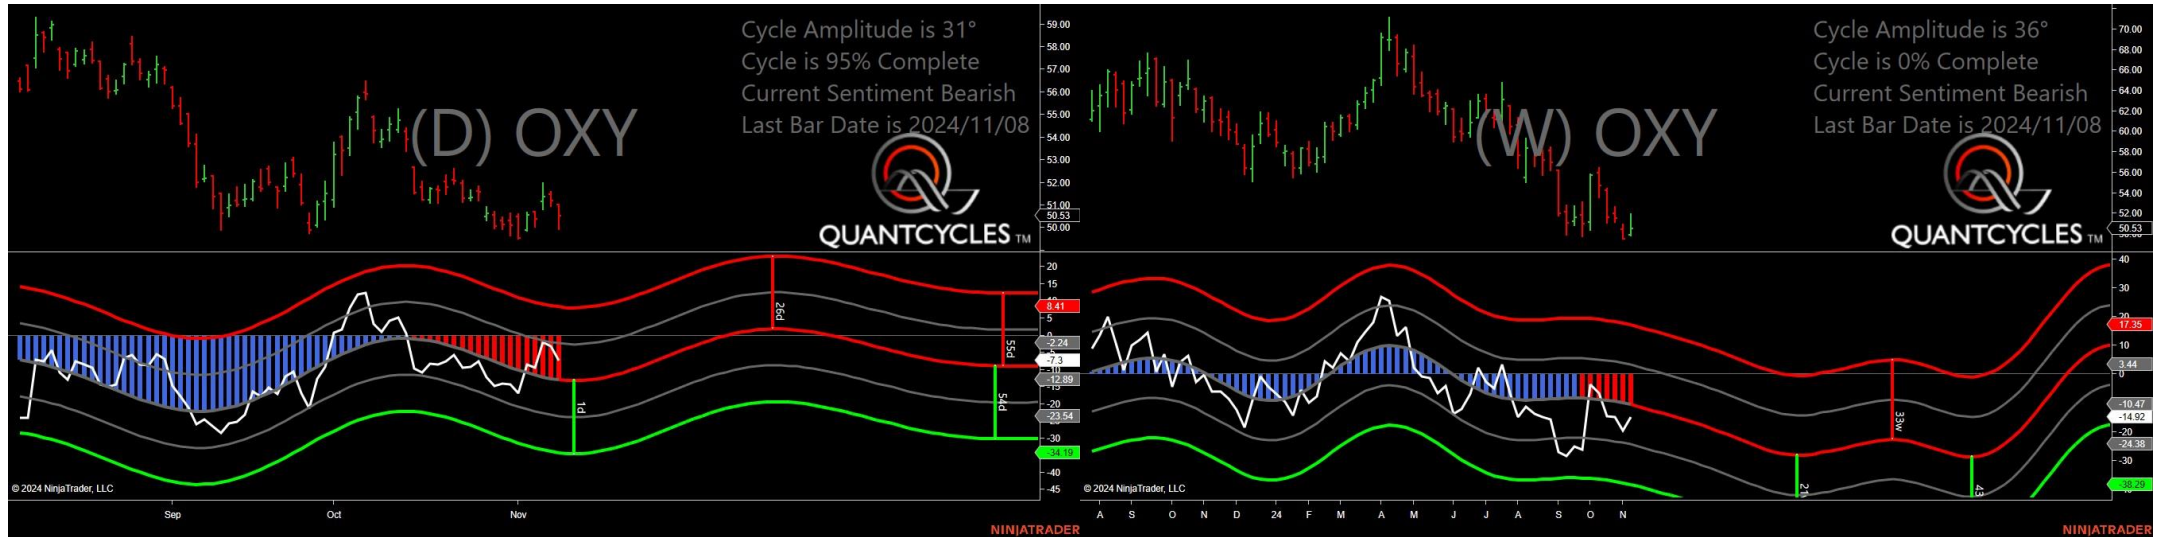 Cycle Amplitude is 31°
Cycle is 95% Complete
Current Sentiment Bearish
Last Bar Date is 2024/11/08
(D) OXY
QUANTCYCLES TM
59.00
58.00
57.00
56.00
55.00
54.00
53.00
52.00
51.00
50.53
50.00
20
15
8.41
5
0
-2.24
-7.3
-10
-12.89
-15
-20
-23.54
-30
-34.19
-40
-45
26d
55d
54d
1d
© 2024 NinjaTrader, LLC
Sep Oct Nov
NINJATRADER
Cycle Amplitude is 36°
Cycle is 0% Complete
Current Sentiment Bearish
Last Bar Date is 2024/11/08
(W) OXY
QUANTCYCLES TM
70.00
68.00
66.00
64.00
62.00
60.00
58.00
56.00
54.00
52.00
50.53
40
30
20
17.35
10
3.44
0
-10.47
-14.92
-20
-24.38
-30
-38.29
33w
21
43
© 2024 NinjaTrader, LLC
A S O N D 24 F M A M J J A S O N
NINJATRADER